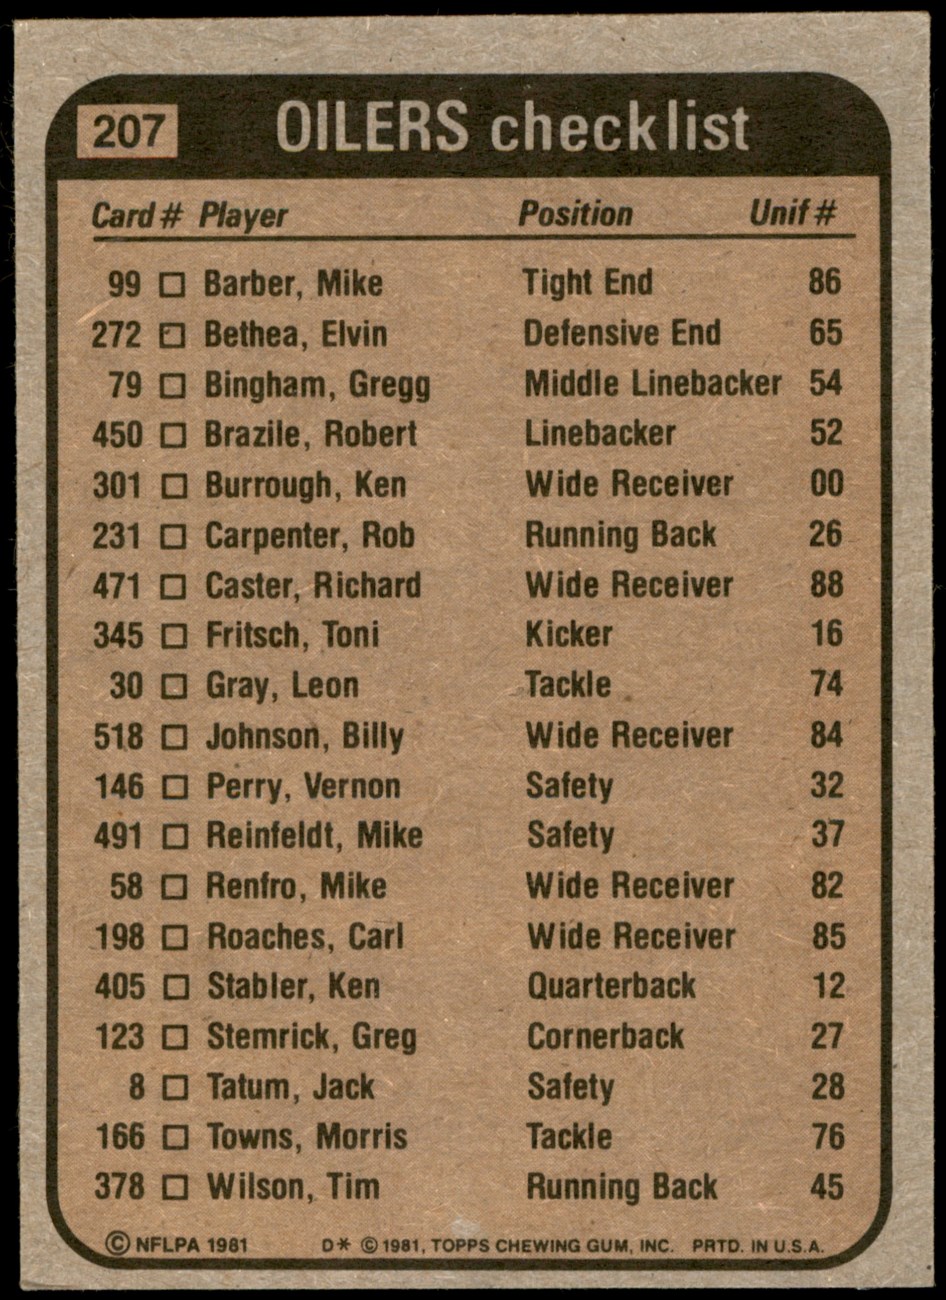 207 OILERS checklist
Card # Player Position Unif #
99 □ Barber, Mike Tight End 86
272 □ Bethea, Elvin Defensive End 65
79 □ Bingham, Gregg Middle Linebacker 54
450 □ Brazile, Robert Linebacker 52
301 □ Burrough, Ken Wide Receiver 00
231 □ Carpenter, Rob Running Back 26
471 □ Caster, Richard Wide Receiver 88
345 □ Fritsch, Toni Kicker 16
30 □ Gray, Leon Tackle 74
518 □ Johnson, Billy Wide Receiver 84
146 □ Perry, Vernon Safety 32
491 □ Reinfeldt, Mike Safety 37
58 □ Renfro, Mike Wide Receiver 82
198 □ Roaches, Carl Wide Receiver 85
405 □ Stabler, Ken Quarterback 12
123 □ Stemrick, Greg Cornerback 27
8 □ Tatum, Jack Safety 28
166 □ Towns, Morris Tackle 76
378 □ Wilson, Tim Running Back 45
© NFLPA 1981 D* © 1981, TOPPS CHEWING GUM, INC. PRTD. IN U.S.A.